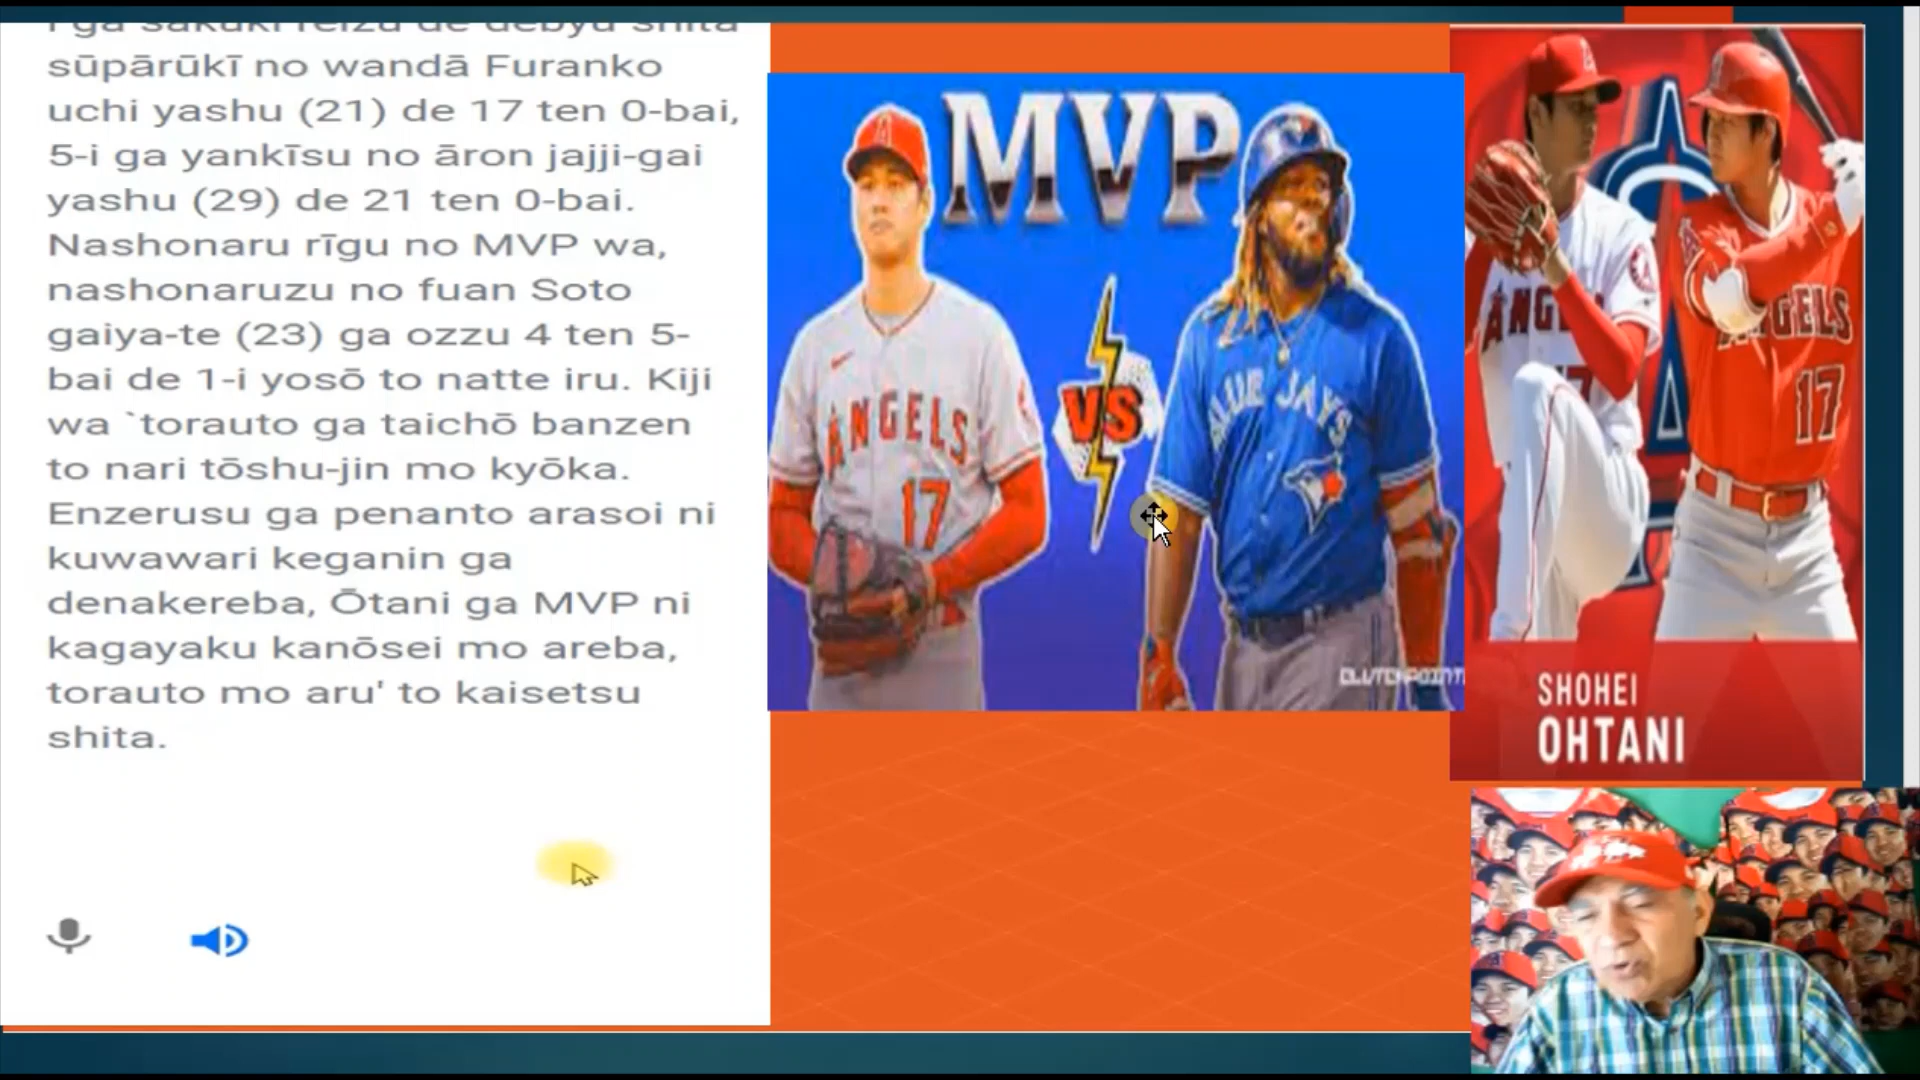 sūpārūkī no wandā Furanko
uchi yashu (21) de 17 ten 0-bai,
5-i ga yankīsu no āron jajji-gai
yashu (29) de 21 ten 0-bai.
Nashonaru rīgu no MVP wa,
nashonaruzu no fuan Soto
gaiya-te (23) ga ozzu 4 ten 5-
bai de 1-i yosō to natte iru. Kiji
wa `torauto ga taichō banzen
to nari tōshu-jin mo kyōka.
Enzerusu ga penanto arasoi ni
kuwawari keganin ga
denakereba, Ōtani ga MVP ni
kagayaku kanōsei mo areba,
torauto mo aru' to kaisetsu
shita.
MVP
VS
ANGELS
17
BLUE JAYS
CLUTCHPOINT
ANGELS
17
SHOHEI
OHTANI